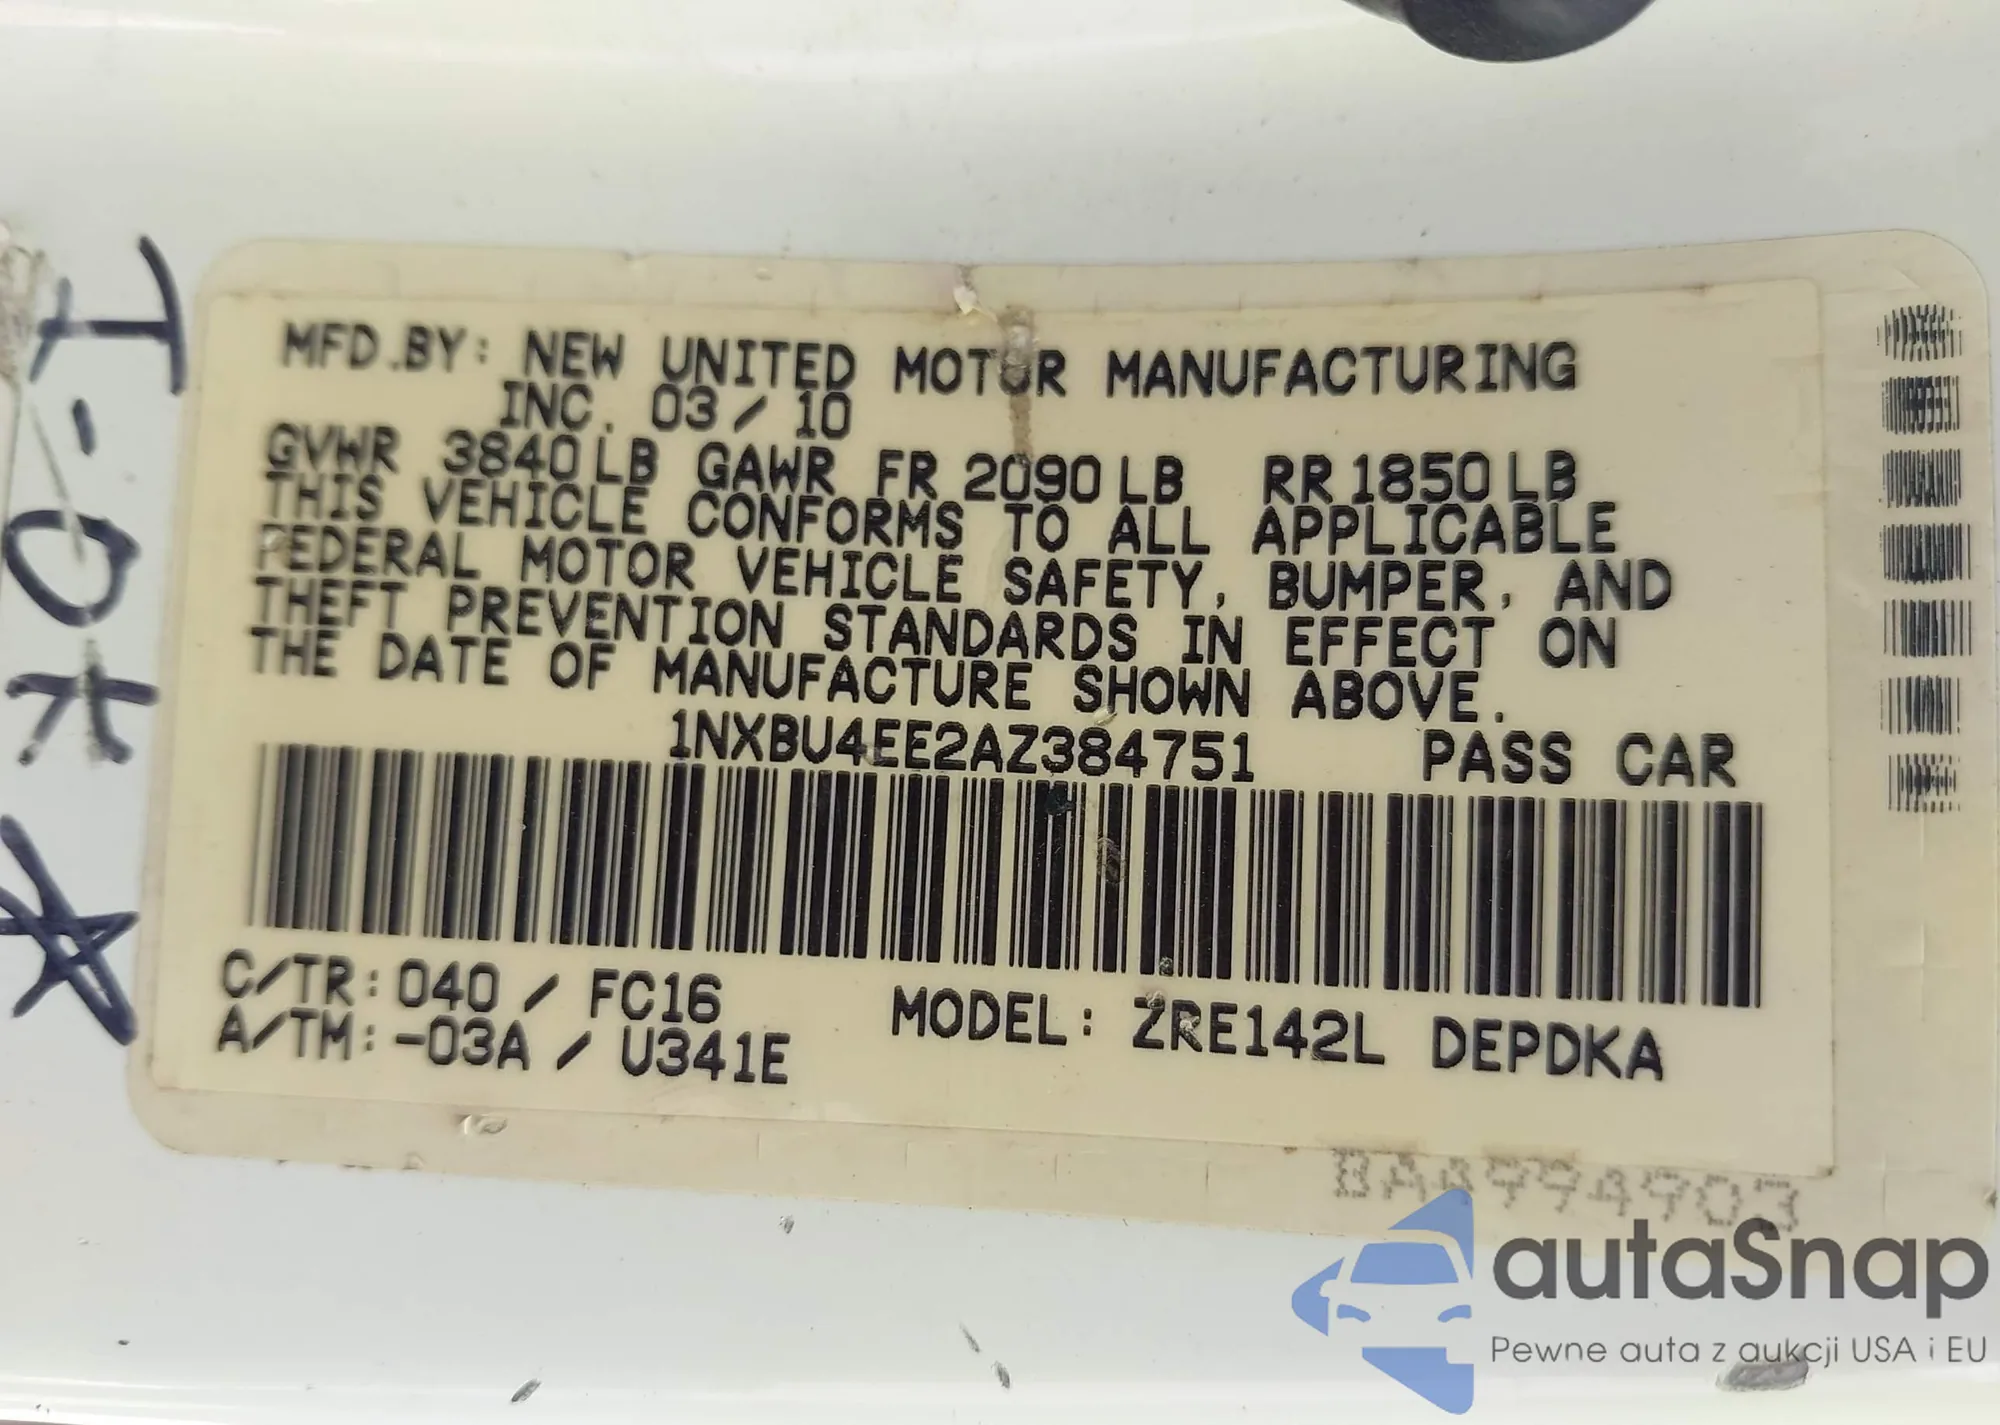 MFD.BY: NEW UNITED MOTOR MANUFACTURING
INC. 03/10
GVWR 3840LB GAWR FR 2090LB RR 1850LB
THIS VEHICLE CONFORMS TO ALL APPLICABLE
FEDERAL MOTOR VEHICLE SAFETY, BUMPER, AND
THEFT PREVENTION STANDARDS IN EFFECT ON
THE DATE OF MANUFACTURE SHOWN ABOVE.
1NXBU4EE2AZ384751 PASS CAR
C/TR: 040 / FC16
A/TM: -03A / U341E
MODEL: ZRE142L DEPDKA
autaSnap
Pewne auta z aukcji USA i EU